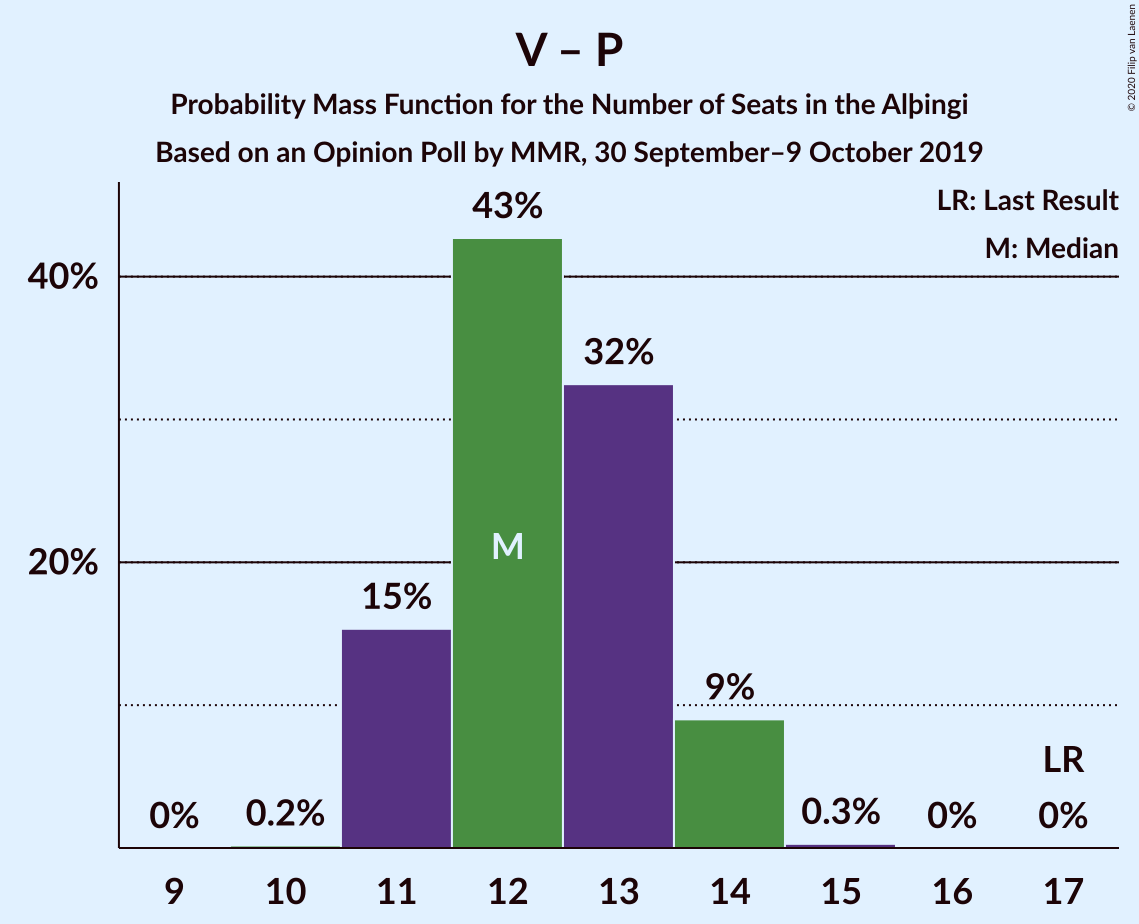 V – P
Probability Mass Function for the Number of Seats in the Alþingi
Based on an Opinion Poll by MMR, 30 September–9 October 2019
© 2020 Filip van Laenen
LR: Last Result
M: Median
40%
20%
0%
0.2%
15%
43%
M
32%
9%
0.3%
0%
LR
0%
9 10 11 12 13 14 15 16 17